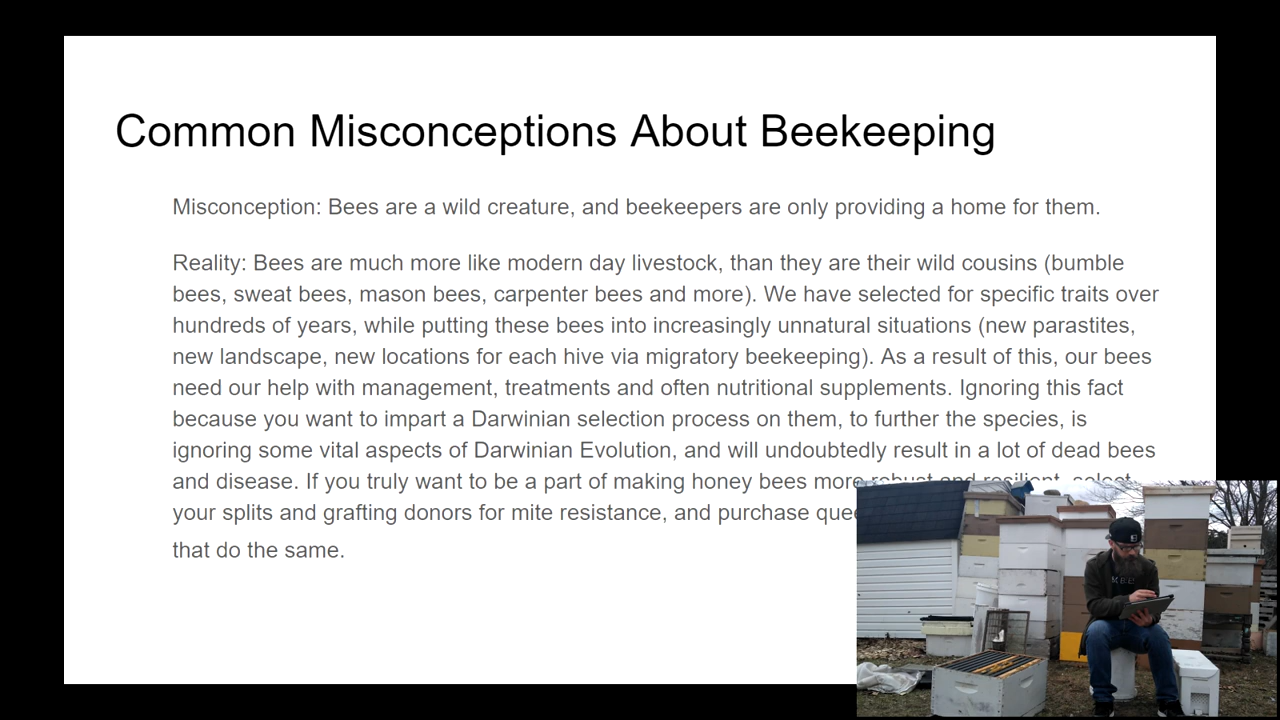 Common Misconceptions About Beekeeping
Misconception: Bees are a wild creature, and beekeepers are only providing a home for them.
Reality: Bees are much more like modern day livestock, than they are their wild cousins (bumble
bees, sweat bees, mason bees, carpenter bees and more). We have selected for specific traits over
hundreds of years, while putting these bees into increasingly unnatural situations (new parastites,
new landscape, new locations for each hive via migratory beekeeping). As a result of this, our bees
need our help with management, treatments and often nutritional supplements. Ignoring this fact
because you want to impart a Darwinian selection process on them, to further the species, is
ignoring some vital aspects of Darwinian Evolution, and will undoubtedly result in a lot of dead bees
and disease. If you truly want to be a part of making honey bees more robust and resilient, select
your splits and grafting donors for mite resistance, and purchase
that do the same.